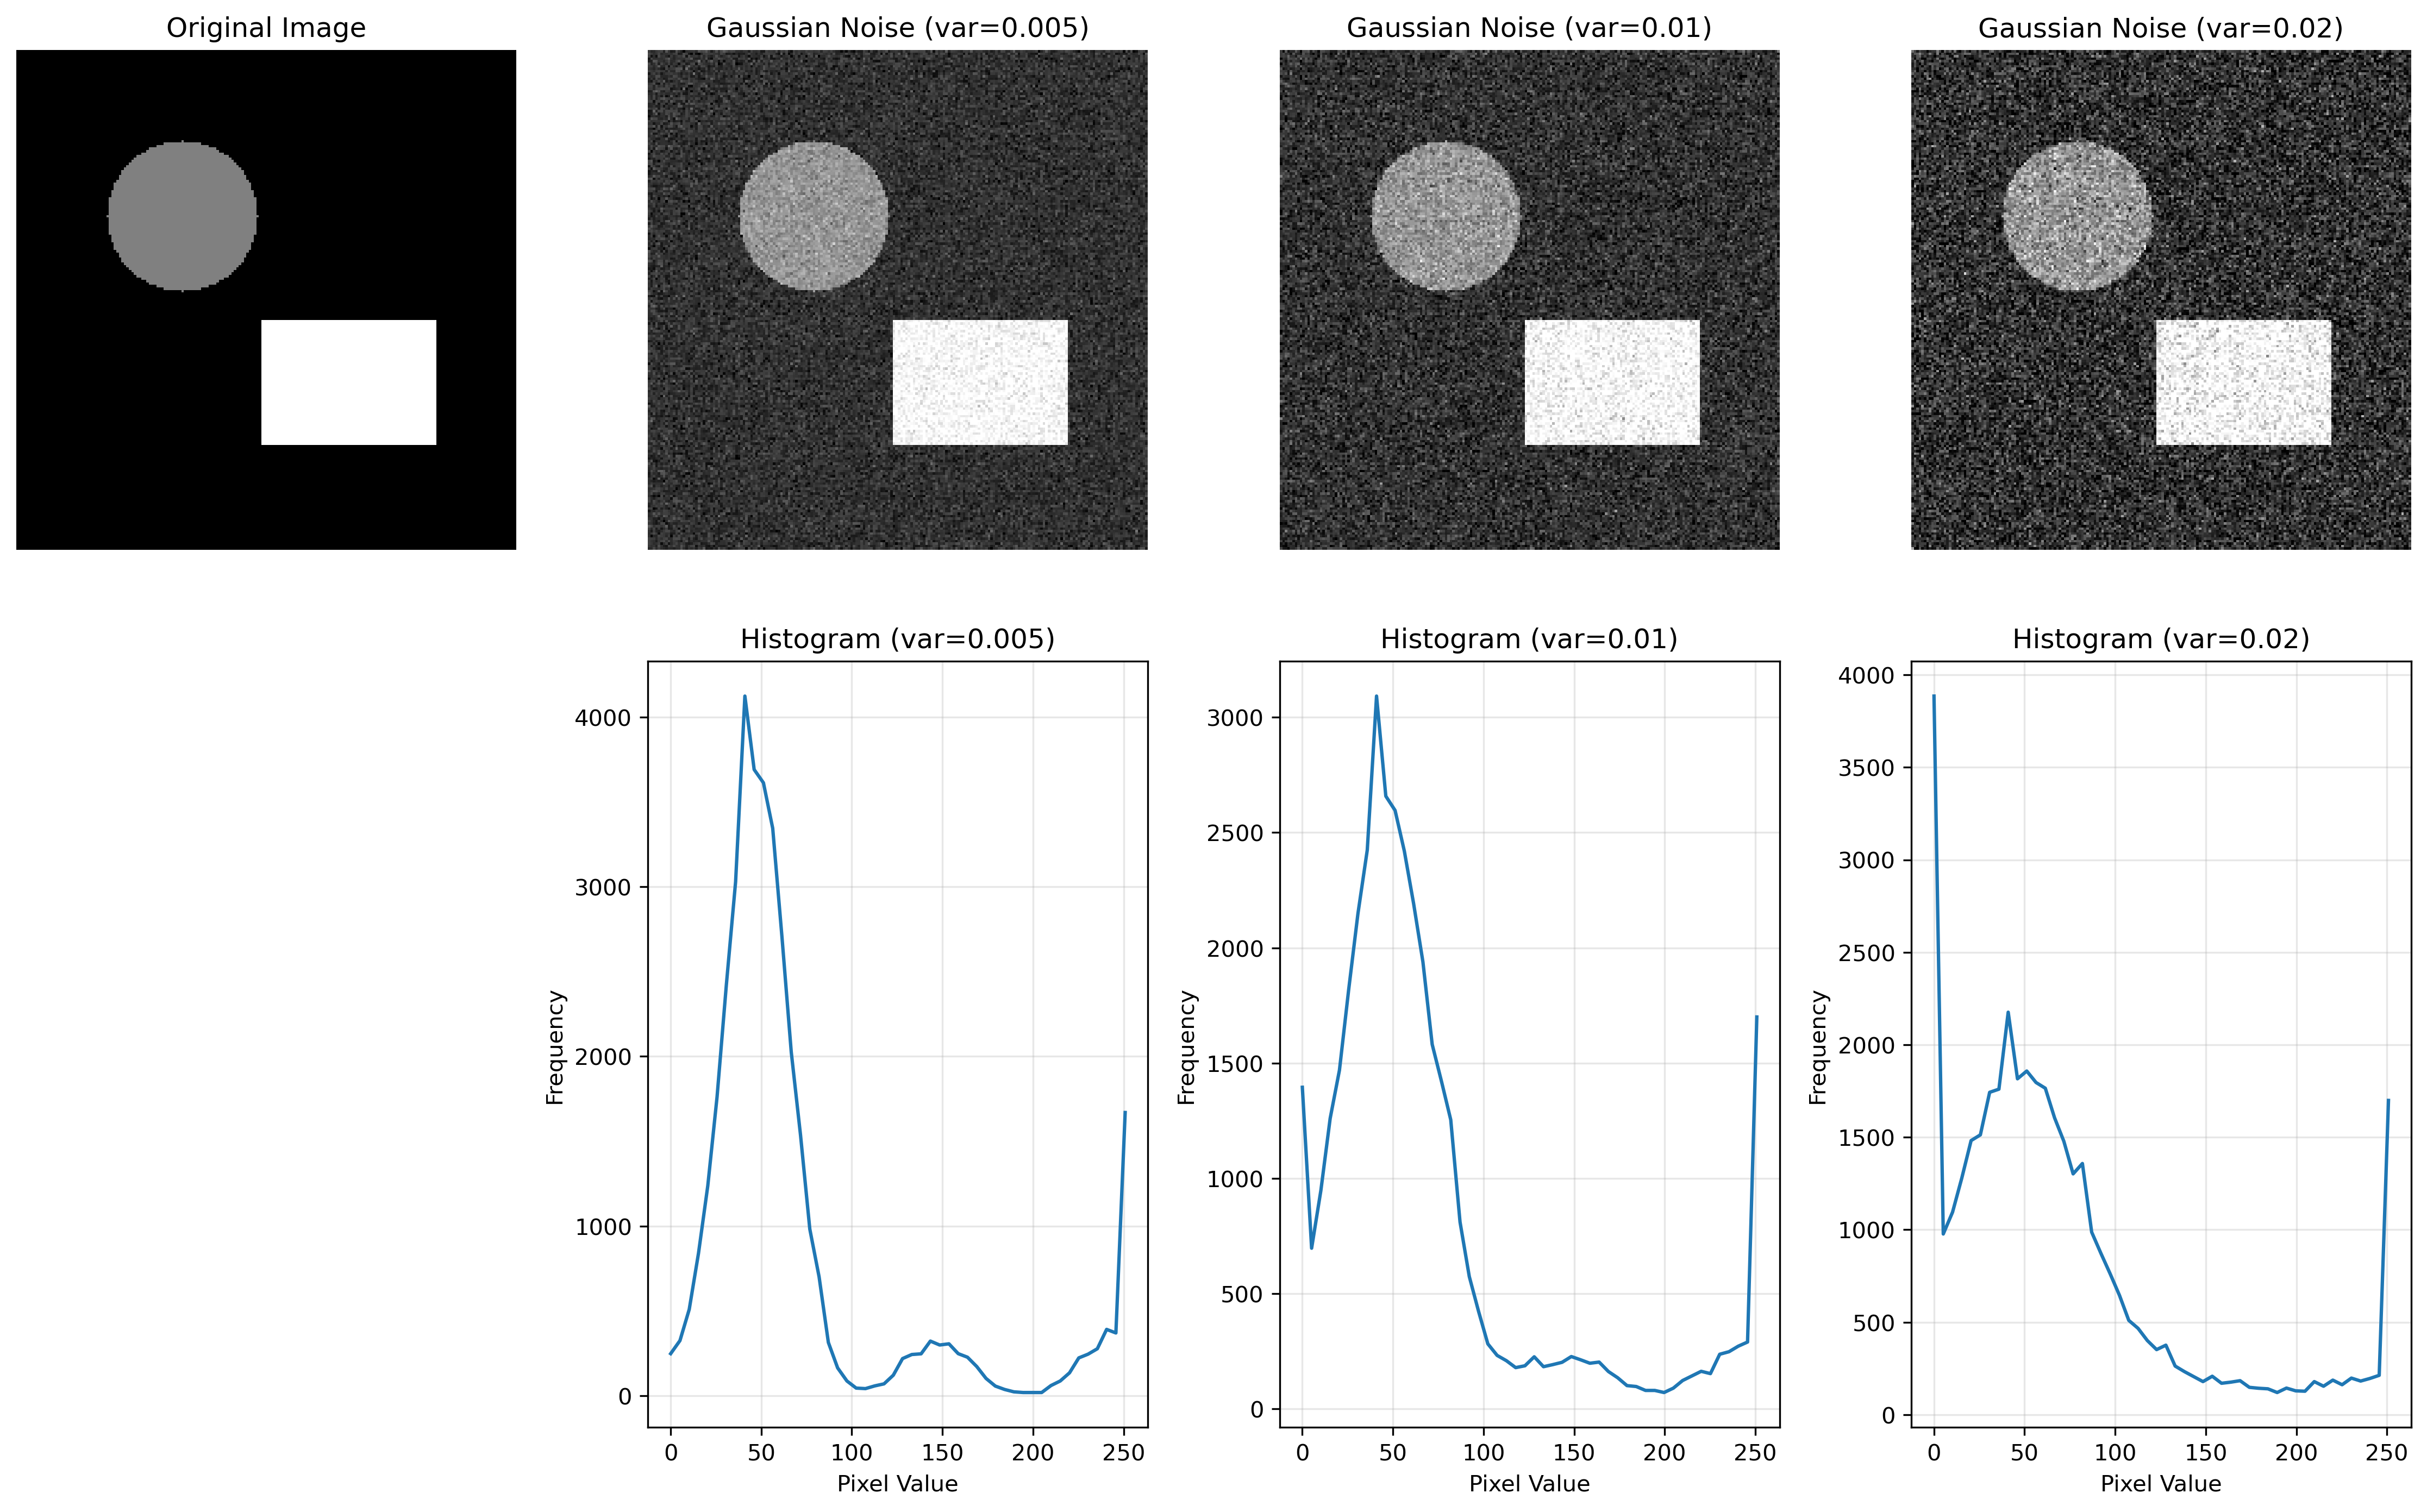 Original Image
Gaussian Noise (var=0.005)
Gaussian Noise (var=0.01)
Gaussian Noise (var=0.02)
Histogram (var=0.005)
Histogram (var=0.01)
Histogram (var=0.02)
Frequency
4000
3000
2000
1000
0
0 50 100 150 200 250
Pixel Value
Frequency
3000
2500
2000
1500
1000
500
0
0 50 100 150 200 250
Pixel Value
Frequency
4000
3500
3000
2500
2000
1500
1000
500
0
0 50 100 150 200 250
Pixel Value